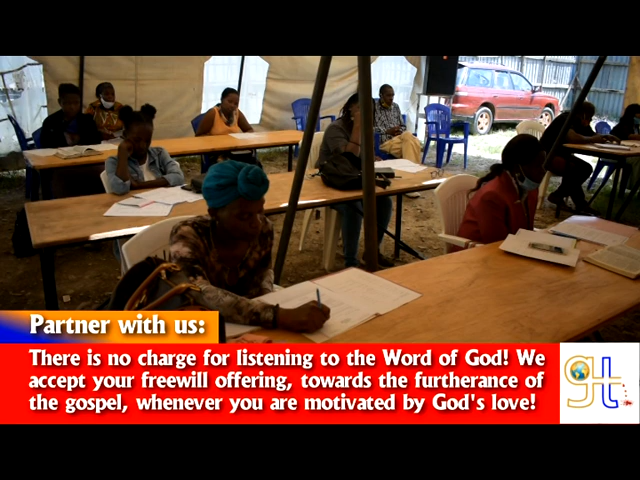 Partner with us:
There is no charge for listening to the Word of God! We
accept your freewill offering, towards the furtherance of
the gospel, whenever you are motivated by God's love!
gt